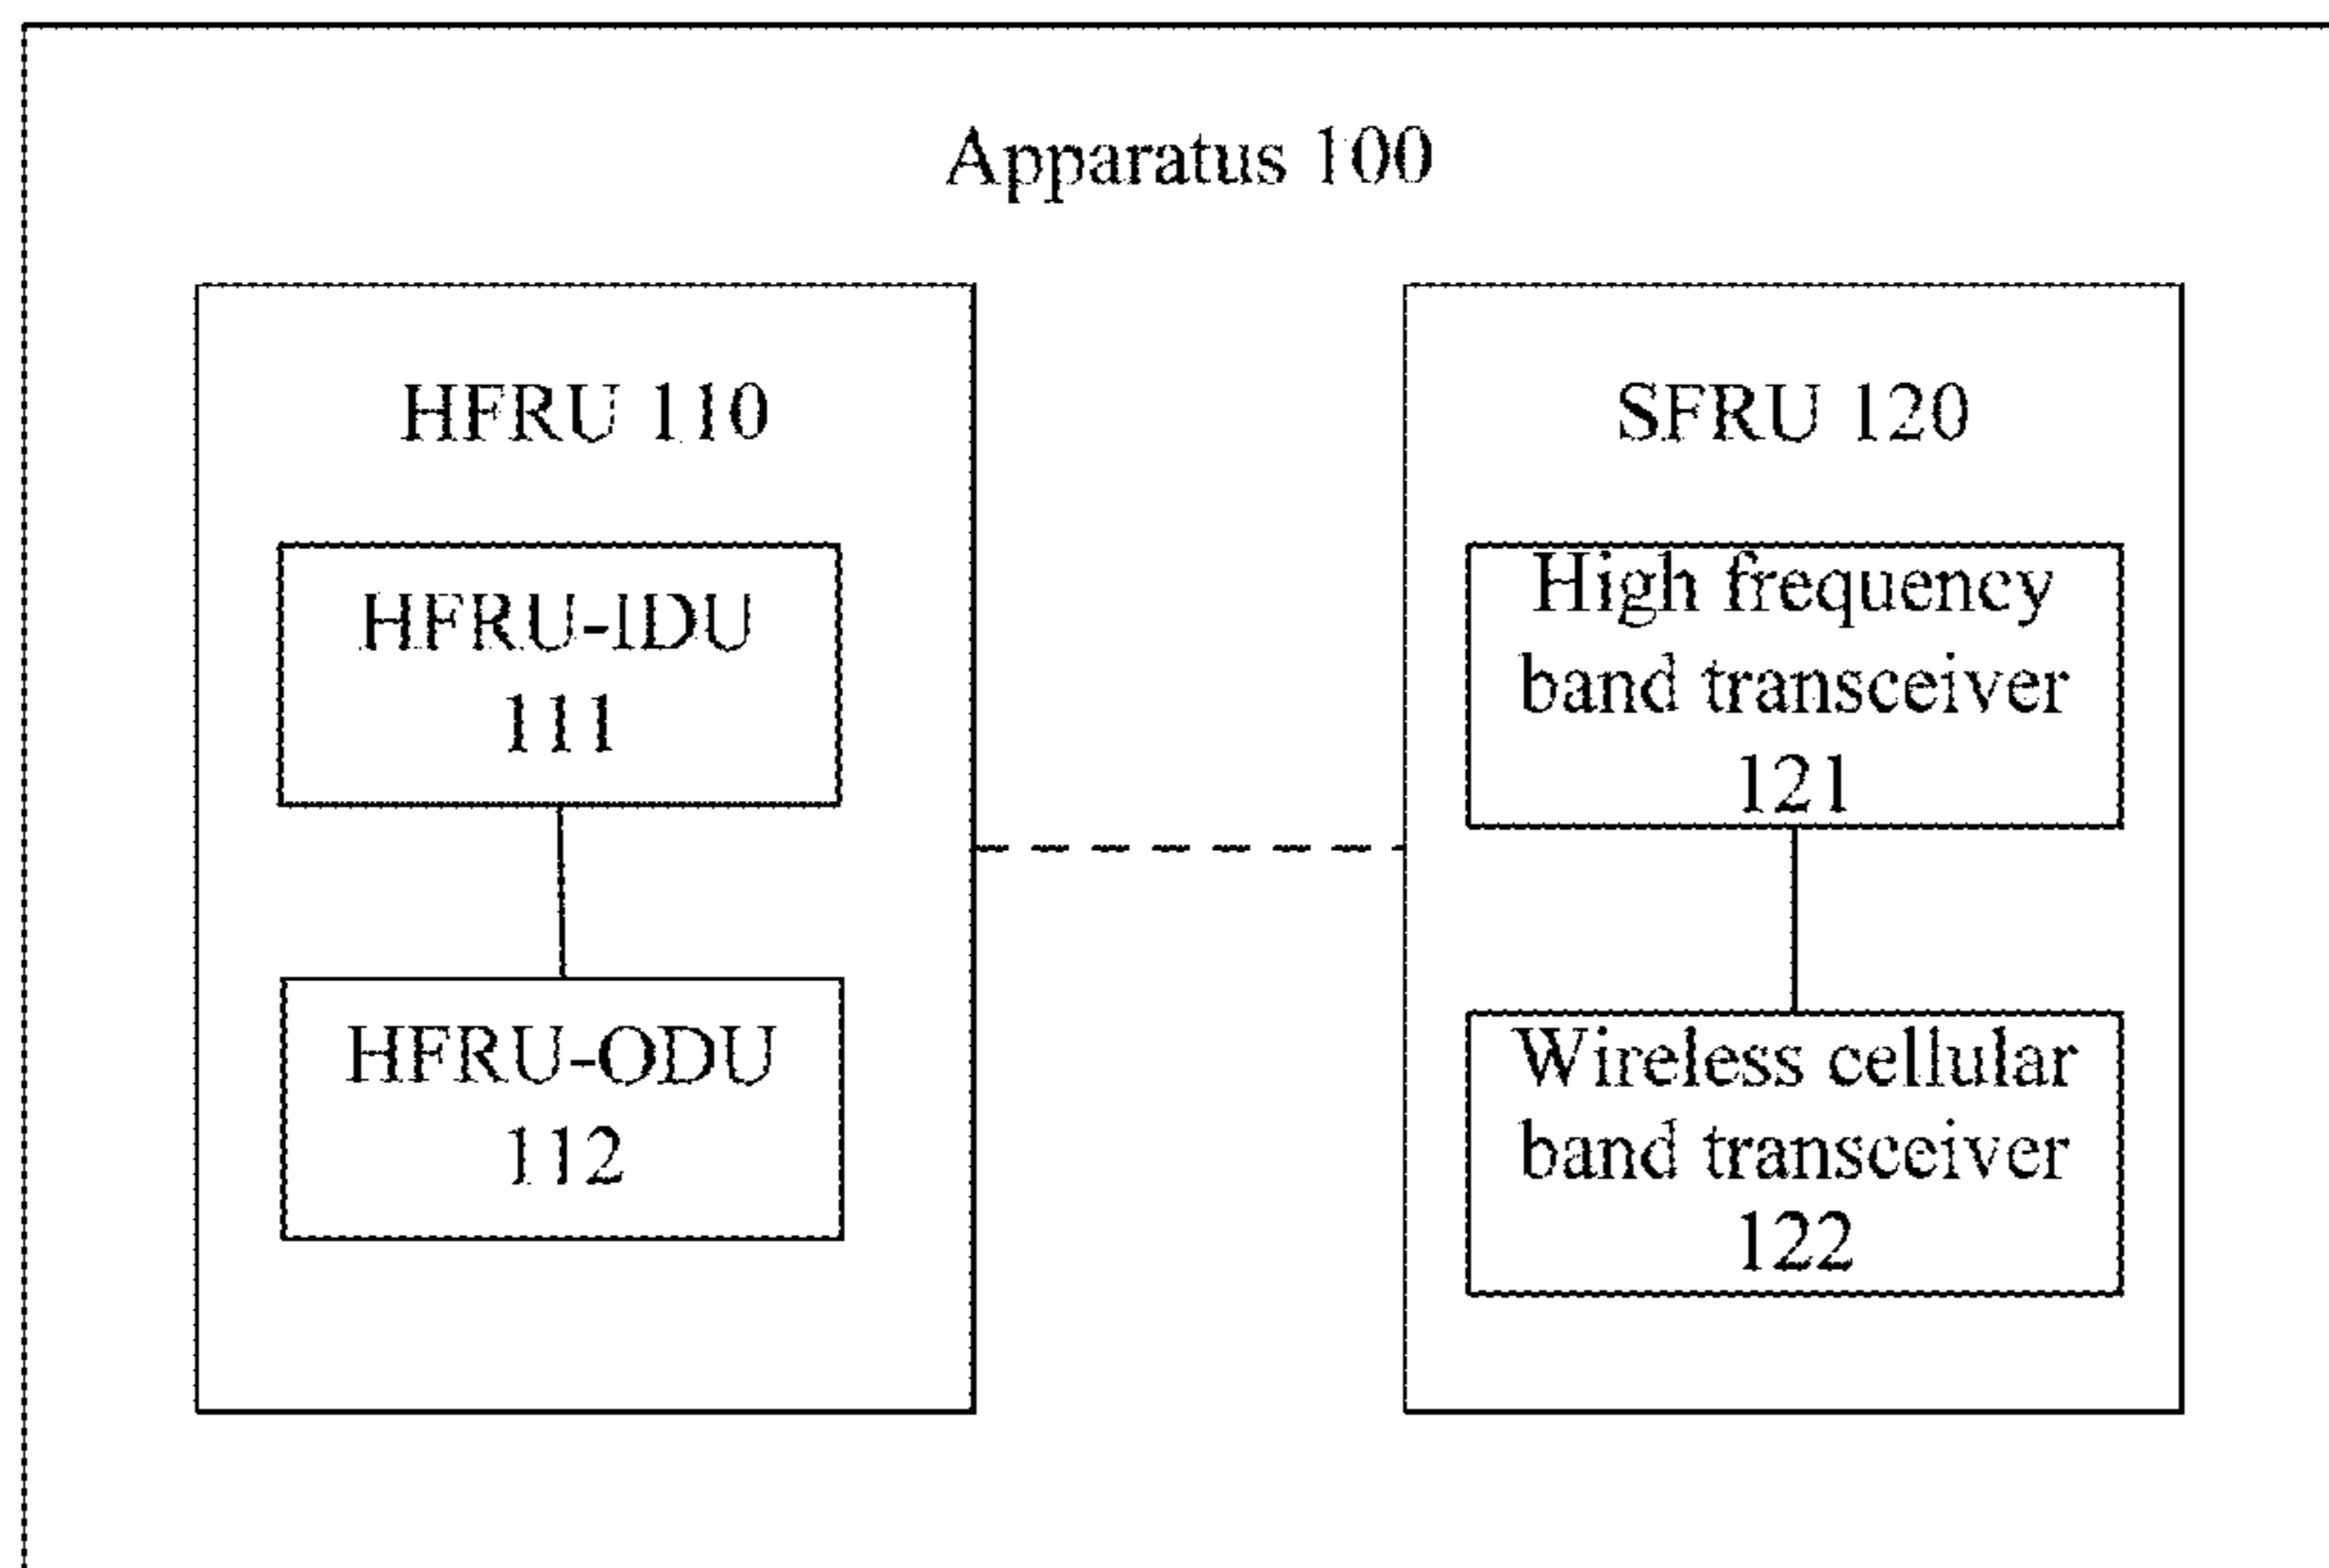 Apparatus 100
HFRU 110
HFRU-IDU
111
HFRU-ODU
112
SFRU 120
High frequency
band transceiver
121
Wireless cellular
band transceiver
122